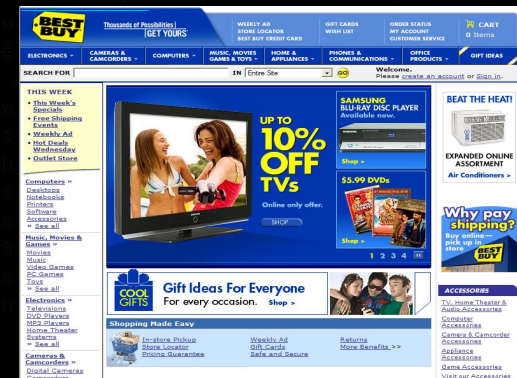 BEST BUY
Thousands of Possibilities
GET YOURS
WEEKLY AD
STORE LOCATOR
BEST BUY CREDIT CARD
GIFT CARDS
WISH LIST
ORDER STATUS
MY ACCOUNT
CUSTOMER SERVICE
CART
0 Items
ELECTRONICS
CAMERAS & CAMCORDERS
COMPUTERS
MUSIC, MOVIES GAMES & TOYS
HOME & APPLIANCES
PHONES & COMMUNICATIONS
OFFICE PRODUCTS
GIFT IDEAS
SEARCH FOR
IN Entire Site
GO
Welcome.
Please create an account or Sign in.
THIS WEEK
• This Week's
Specials
• Free Shipping
Events
• Weekly Ad
• Hot Deals
Wednesday
• Outlet Store
Computers »
Desktops
Notebooks
Printers
Software
Accessories
» See all
Music, Movies &
Games »
Movies
Music
Video Games
PC Games
Toys
» See all
Electronics »
Televisions
DVD Players
MP3 Players
Home Theater
Systems
» See all
Cameras &
Camcorders »
Digital Cameras
Camcorders
UP TO
10%
OFF
TVs
Online only offer.
SHOP
SAMSUNG
BLU-RAY DISC PLAYER
Available now.
Shop »
$5.99 DVDs
Shop »
1 2 3 4
COOL
GIFTS
Gift Ideas For Everyone
For every occasion. Shop »
Shopping Made Easy
In-store Pickup
Store Locator
Pricing Guarantee
Weekly Ad
Gift Cards
Safe and Secure
Returns
More Benefits >>
BEAT THE HEAT!
EXPANDED ONLINE
ASSORTMENT
Air Conditioners »
Why pay
shipping?
Buy online—
pick up in
store
BEST BUY
ACCESSORIES
TV, Home Theater &
Audio Accessories
Computer
Accessories
Camera & Camcorder
Accessories
Appliance
Accessories
Game Accessories
Visit our Accessories